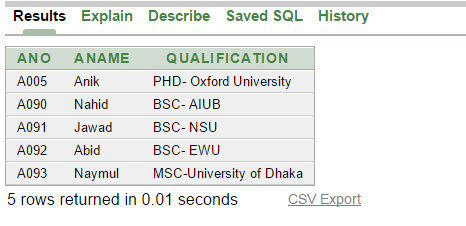 Results Explain Describe Saved SQL History
ANO ANAME QUALIFICATION
A005 Anik PHD- Oxford University
A090 Nahid BSC- AIUB
A091 Jawad BSC- NSU
A092 Abid BSC- EWU
A093 Naymul MSC-University of Dhaka
5 rows returned in 0.01 seconds CSV Export